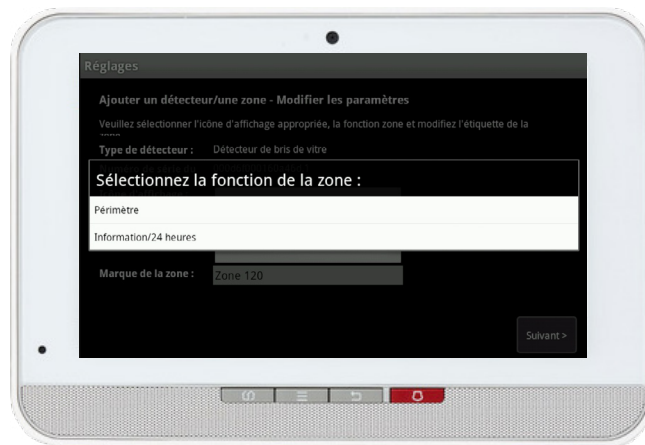 Réglages
Ajouter un détecteur/une zone - Modifier les paramètres
Veuillez sélectionner l'icône d'affichage appropriée, la fonction zone et modifiez l'étiquette de la
zone
Type de détecteur : Détecteur de bris de vitre
Sélectionnez la fonction de la zone :
Périmètre
Information/24 heures
Marque de la zone : Zone 120
Suivant >